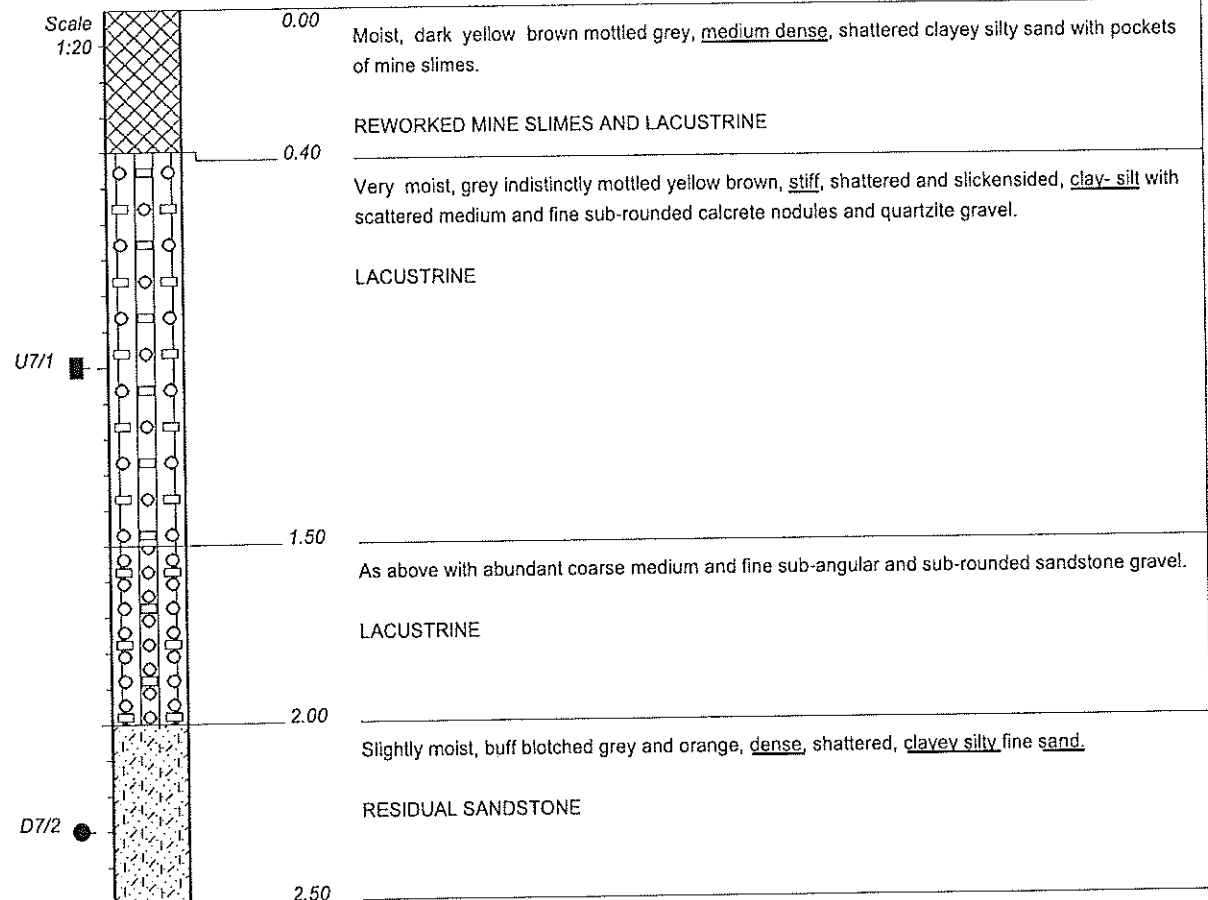 Scale
1:20
0.00
Moist, dark yellow brown mottled grey, medium dense, shattered clayey silty sand with pockets
of mine slimes.
REWORKED MINE SLIMES AND LACUSTRINE
0.40
Very moist, grey indistinctly mottled yellow brown, stiff, shattered and slickensided, clay- silt with
scattered medium and fine sub-rounded calcrete nodules and quartzite gravel.
LACUSTRINE
U7/1
1.50
As above with abundant coarse medium and fine sub-angular and sub-rounded sandstone gravel.
LACUSTRINE
2.00
Slightly moist, buff blotched grey and orange, dense, shattered, clayey silty fine sand.
RESIDUAL SANDSTONE
D7/2
2.50